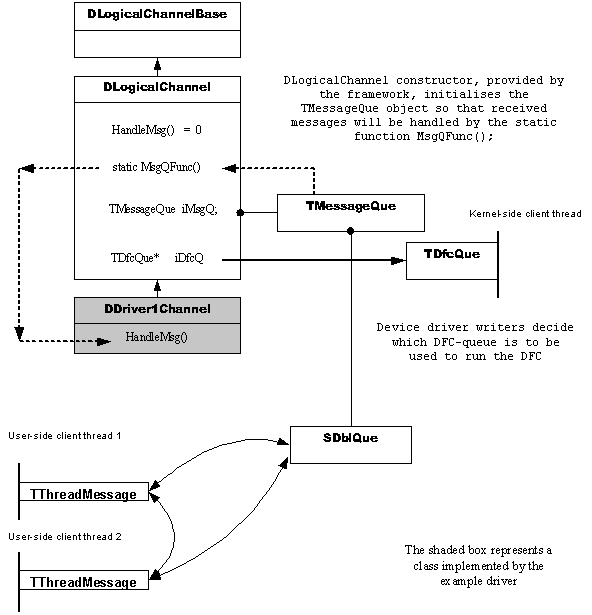 DLogicalChannelBase
DLogicalChannel
HandleMsg() = 0
static MsgQFunc()
TMessageQue iMsgQ;
TDfcQue* iDfcQ
DDriver1Channel
HandleMsg()
DLogicalChannel constructor, provided by
the framework, initialises the
TMessageQue object so that received
messages will be handled by the static
function MsgQFunc();
TMessageQue
Kernel-side client thread
TDfcQue
Device driver writers decide
which DFC-queue is to be
used to run the DFC
SDblQue
User-side client thread 1
TThreadMessage
User-side client thread 2
TThreadMessage
The shaded box represents a
class implemented by the
example driver